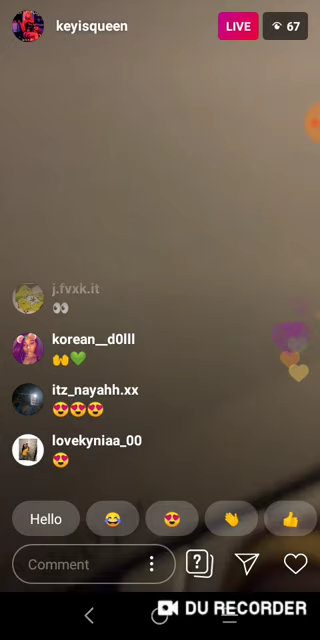 keyisqueen
LIVE
67
j.fvxk.it
👀
korean__d0lll
🙌💚
itz_nayahh.xx
😍😍😍
lovekyniaa_00
😍
Hello
😂
😍
👏
👍
Comment
DU RECORDER